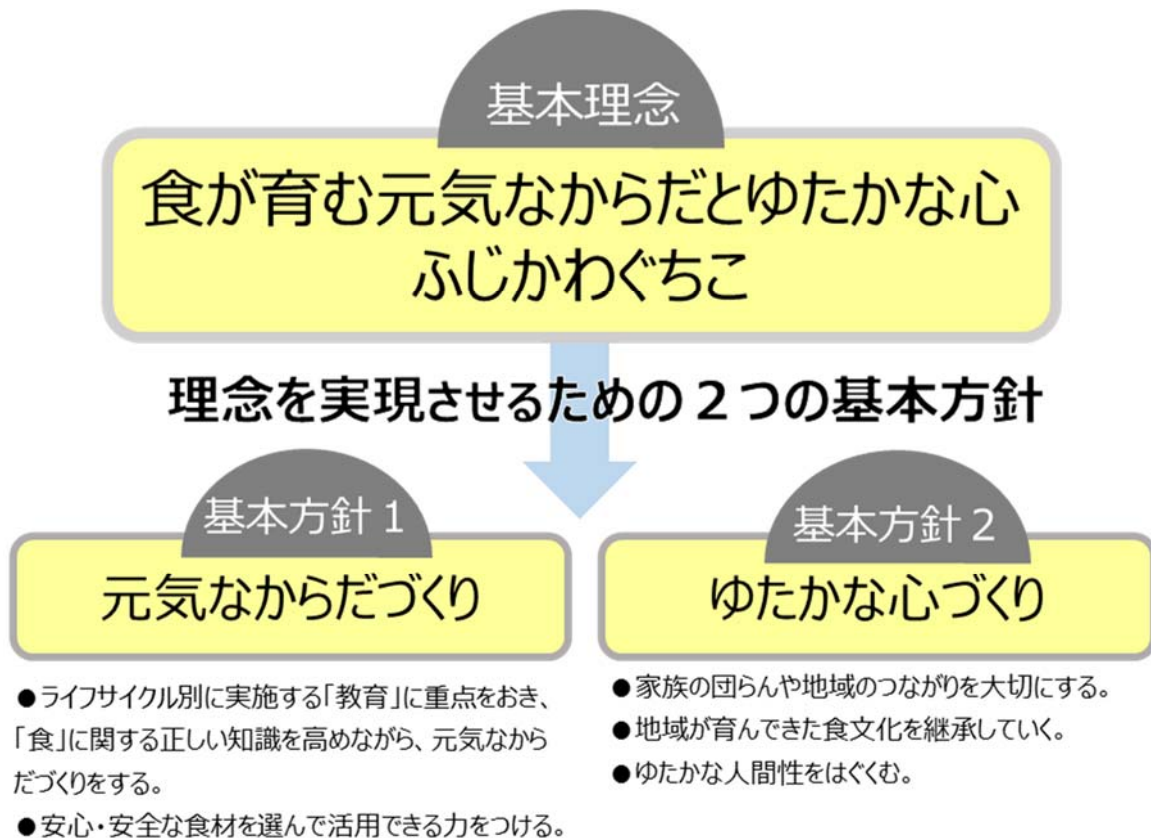 基本理念
食が育む元気なからだとゆたかな心
ふじかわぐちこ
理念を実現させるための２つの基本方針
基本方針１
元気なからだづくり
●ライフサイクル別に実施する「教育」に重点をおき、
「食」に関する正しい知識を高めながら、元気なから
だづくりをする。
●安心・安全な食材を選んで活用できる力をつける。
基本方針２
ゆたかな心づくり
●家族の団らんや地域のつながりを大切にする。
●地域が育んできた食文化を継承していく。
●ゆたかな人間性をはぐくむ。